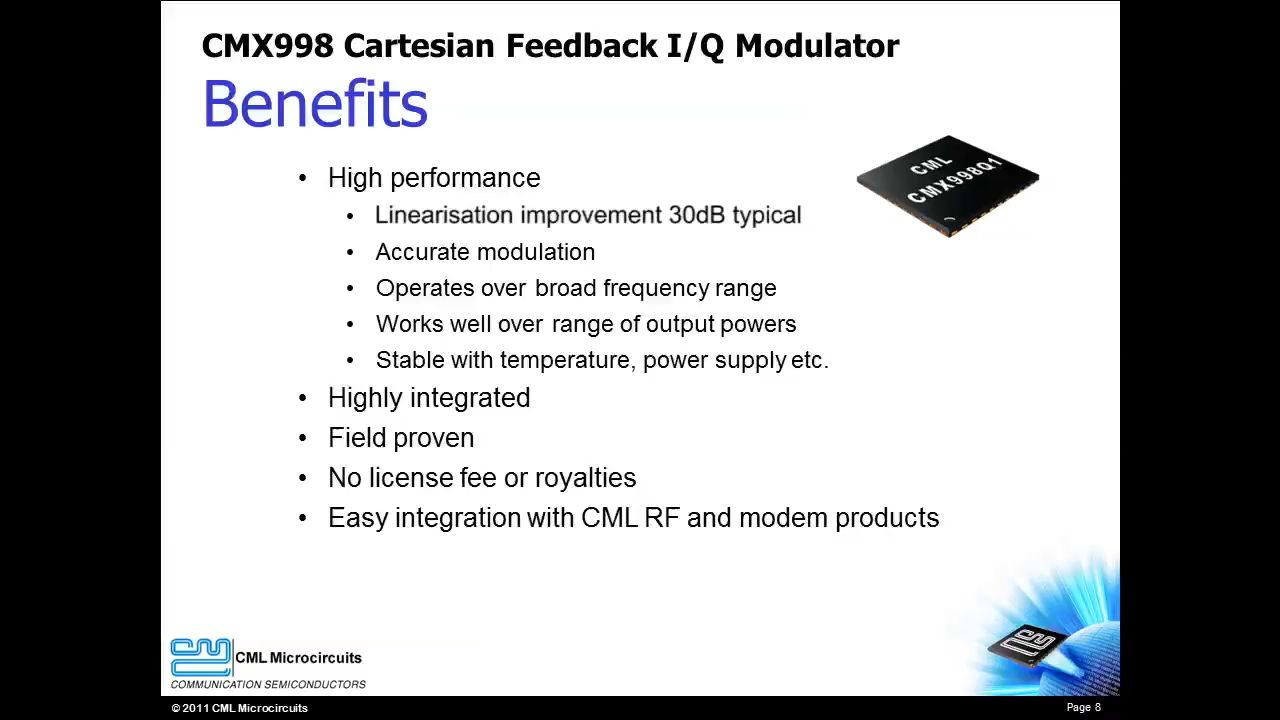 CMX998 Cartesian Feedback I/Q Modulator
Benefits
• High performance
• Linearisation improvement 30dB typical
• Accurate modulation
• Operates over broad frequency range
• Works well over range of output powers
• Stable with temperature, power supply etc.
• Highly integrated
• Field proven
• No license fee or royalties
• Easy integration with CML RF and modem products
CML
CMX998Q1
CML Microcircuits
COMMUNICATION SEMICONDUCTORS
© 2011 CML Microcircuits
Page 8